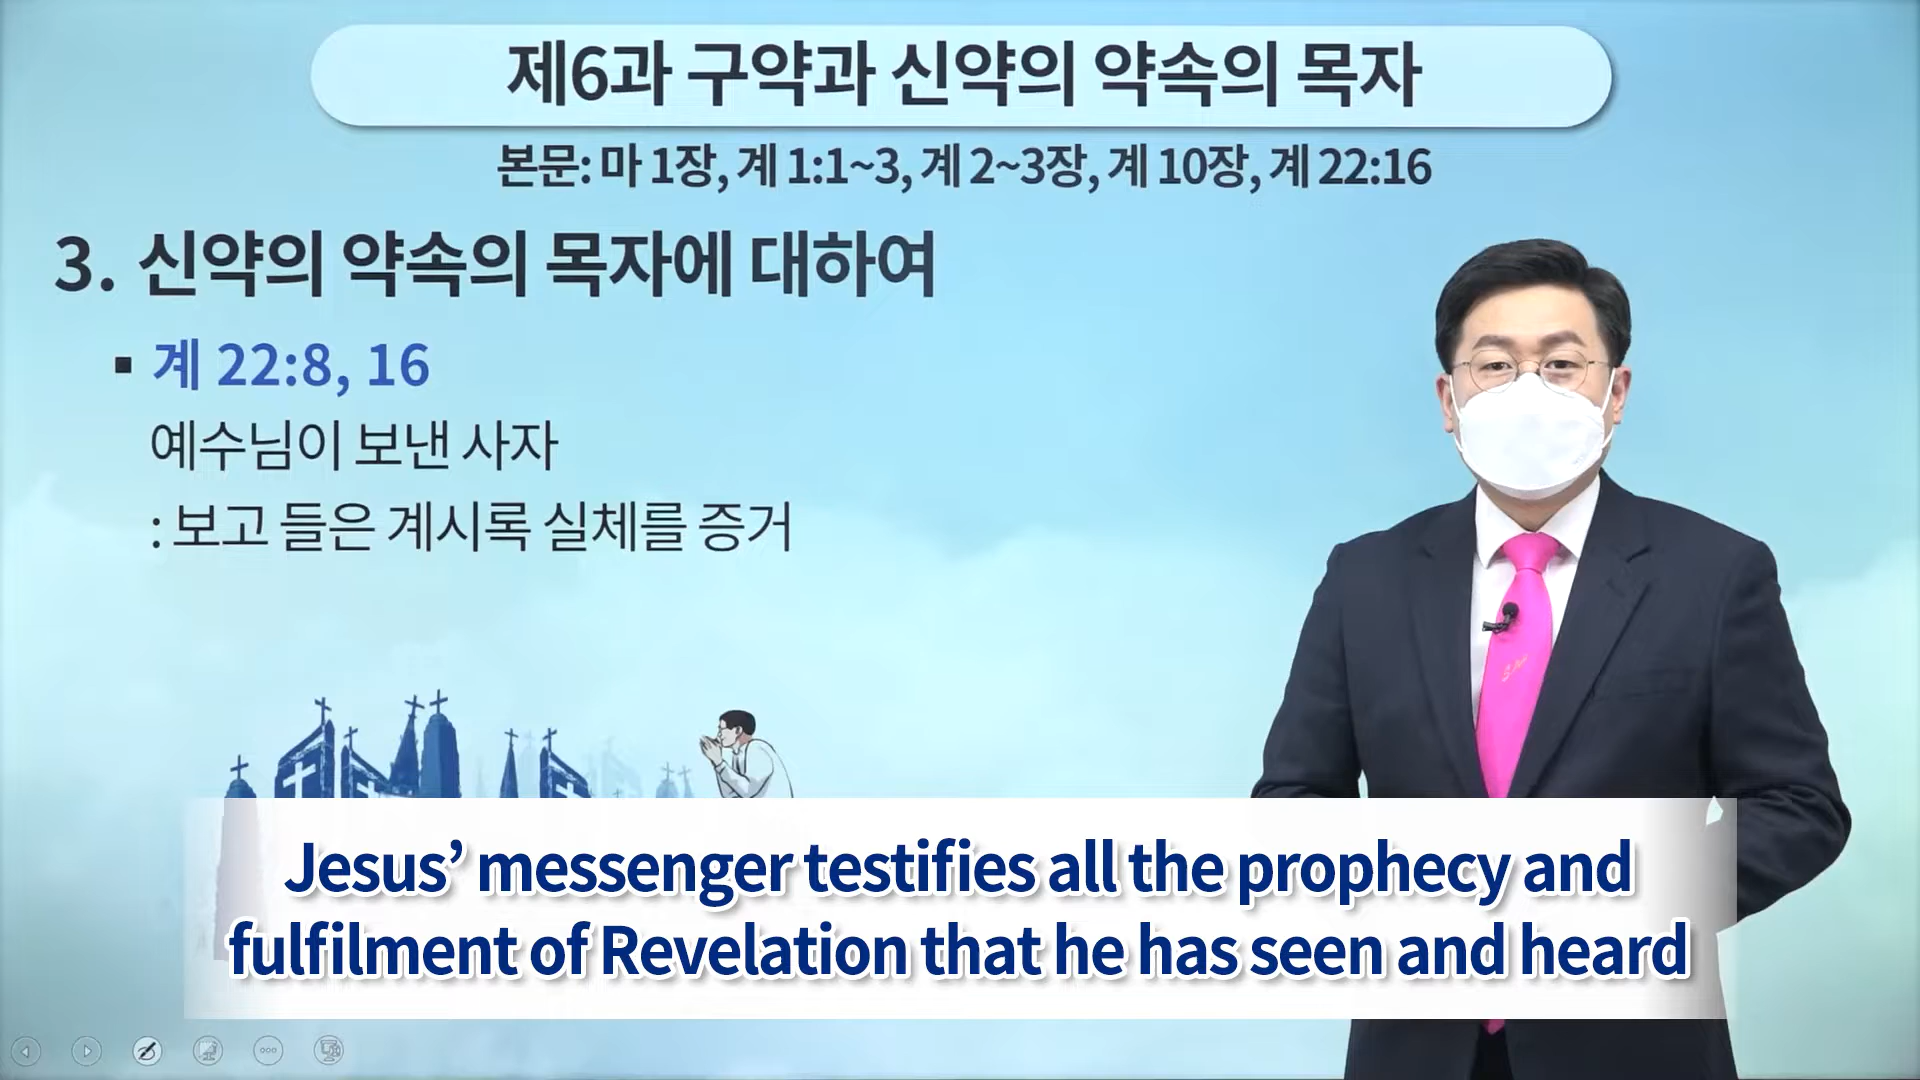 제6과 구약과 신약의 약속의 목자
본문: 마 1장, 계 1:1~3, 계 2~3장, 계 10장, 계 22:16
3. 신약의 약속의 목자에 대하여
▪ 계 22:8, 16
예수님이 보낸 사자
: 보고 들은 계시록 실체를 증거
Jesus’ messenger testifies all the prophecy and
fulfilment of Revelation that he has seen and heard